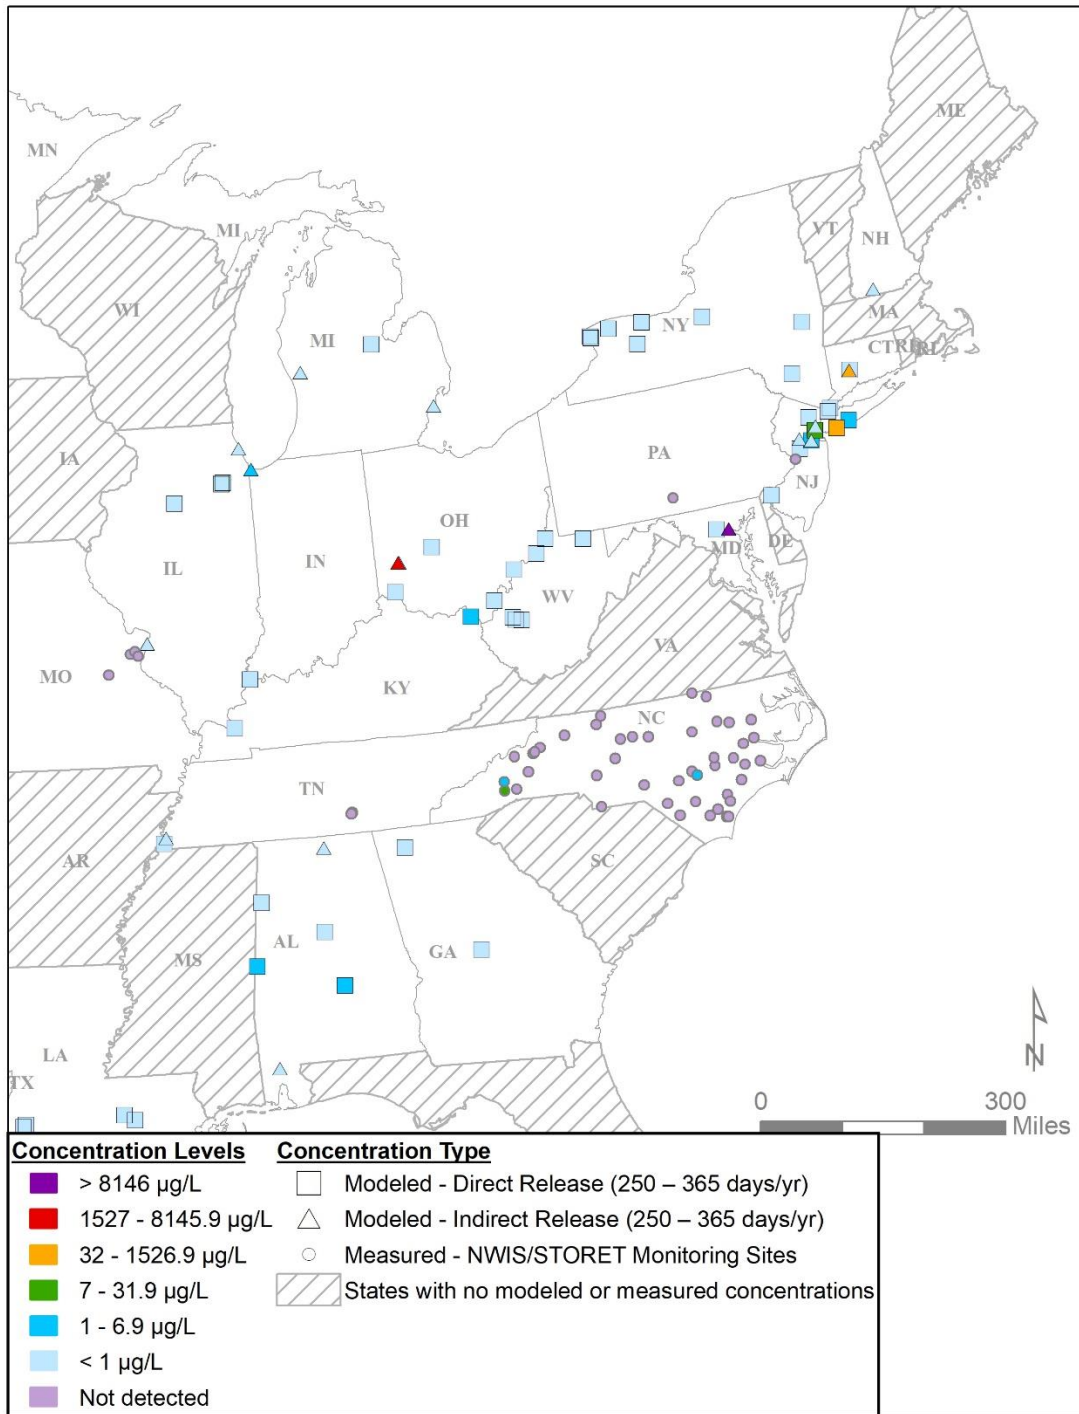 ME
MN
MI
VT
NH
WI
MI
NY
MA
CT RI RI
IA
PA
NJ
OH
MD
DE
IL
IN
WV
VA
MO
KY
NC
TN
AR
SC
AL
GA
MS
LA
TX
N
0 300
Miles
Concentration Levels
> 8146 µg/L
1527 - 8145.9 µg/L
32 - 1526.9 µg/L
7 - 31.9 µg/L
1 - 6.9 µg/L
< 1 µg/L
Not detected
Concentration Type
Modeled - Direct Release (250 – 365 days/yr)
Modeled - Indirect Release (250 – 365 days/yr)
Measured - NWIS/STORET Monitoring Sites
States with no modeled or measured concentrations